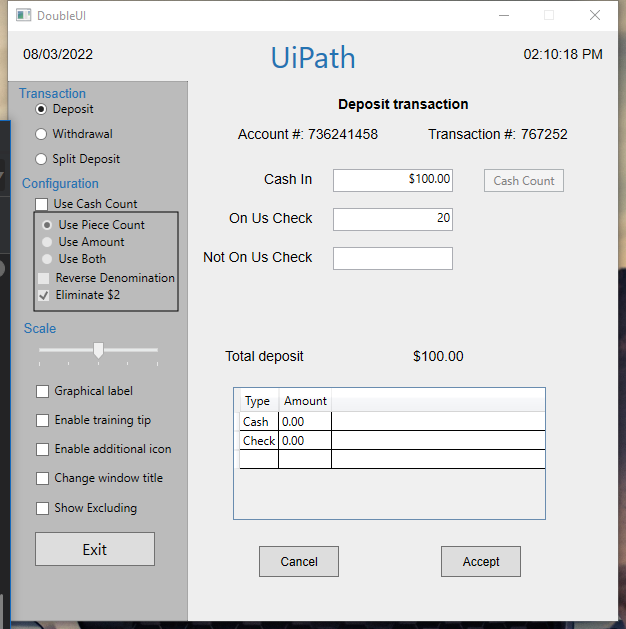 DoubleUI
08/03/2022
UiPath
02:10:18 PM
Transaction
Deposit
Withdrawal
Split Deposit
Configuration
Use Cash Count
Use Piece Count
Use Amount
Use Both
Reverse Denomination
Eliminate $2
Scale
Graphical label
Enable training tip
Enable additional icon
Change window title
Show Excluding
Exit
Deposit transaction
Account #: 736241458 Transaction #: 767252
Cash In $100.00 Cash Count
On Us Check 20
Not On Us Check
Total deposit $100.00
Type Amount
Cash 0.00
Check 0.00
Cancel Accept